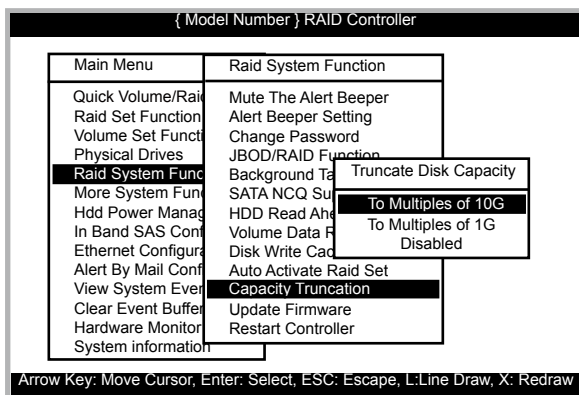 { Model Number } RAID Controller
Main Menu
Quick Volume/Raid
Raid Set Function
Volume Set Functi
Physical Drives
Raid System Func
More System Func
Hdd Power Manag
In Band SAS Conf
Ethernet Configura
Alert By Mail Conf
View System Even
Clear Event Buffer
Hardware Monitor
System information
Raid System Function
Mute The Alert Beeper
Alert Beeper Setting
Change Password
JBOD/RAID Function
Background Ta
SATA NCQ Su
HDD Read Ahe
Volume Data R
Disk Write Cac
Auto Activate Raid Set
Capacity Truncation
Update Firmware
Restart Controller
Truncate Disk Capacity
To Multiples of 10G
To Multiples of 1G
Disabled
Arrow Key: Move Cursor, Enter: Select, ESC: Escape, L:Line Draw, X: Redraw